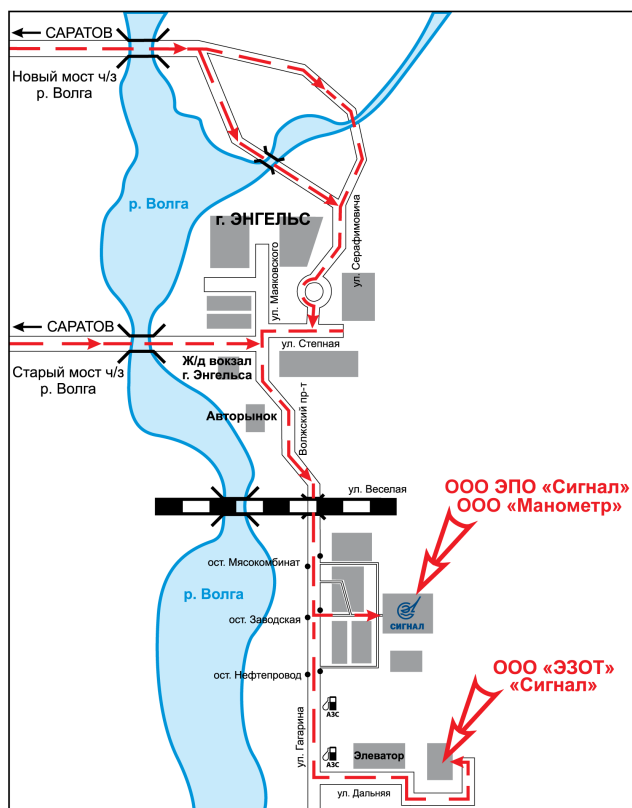 САРАТОВ
Новый мост ч/з
р. Волга
р. Волга
г. ЭНГЕЛЬС
ул. Маяковского
ул. Серафимовича
САРАТОВ
ул. Степная
Старый мост ч/з
р. Волга
Ж/д вокзал
г. Энгельса
Авторынок
Волжский пр-т
ул. Веселая
ООО ЭПО «Сигнал»
ООО «Манометр»
ост. Мясокомбинат
р. Волга
ост. Заводская
СИГНАЛ
ост. Нефтепровод
ООО «ЭЗОТ»
«Сигнал»
АЗС
ул. Гагарина
АЗС
Элеватор
ул. Дальняя